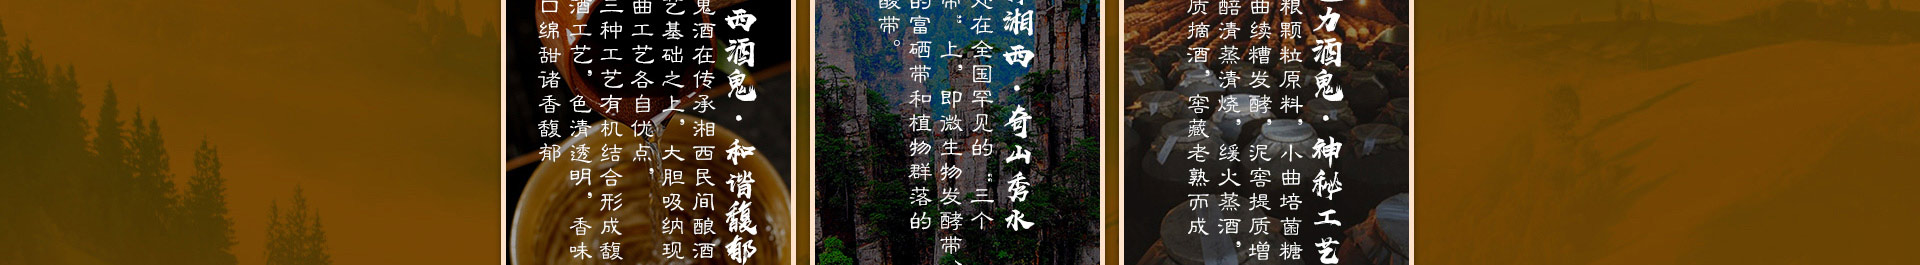 西酒鬼·和谐馥郁
鬼酒在传承湘西民间酿酒
艺基础之上，大胆吸纳现
曲工艺各自优点，
三种工艺有机结合形成馥
酒工艺，色清透明，香味
口绵甜诸香馥郁
湘西·奇山秀水
处在全国罕见的“三个
带”上，即微生物发酵带、
的富硒带和植物群落的
馥带。
力酒鬼·神秘工艺
粮颗粒原料，小曲培菌糖
曲续糟发酵，泥窖提质增
醅清蒸清烧，缓火蒸酒，
质摘酒，窖藏老熟而成